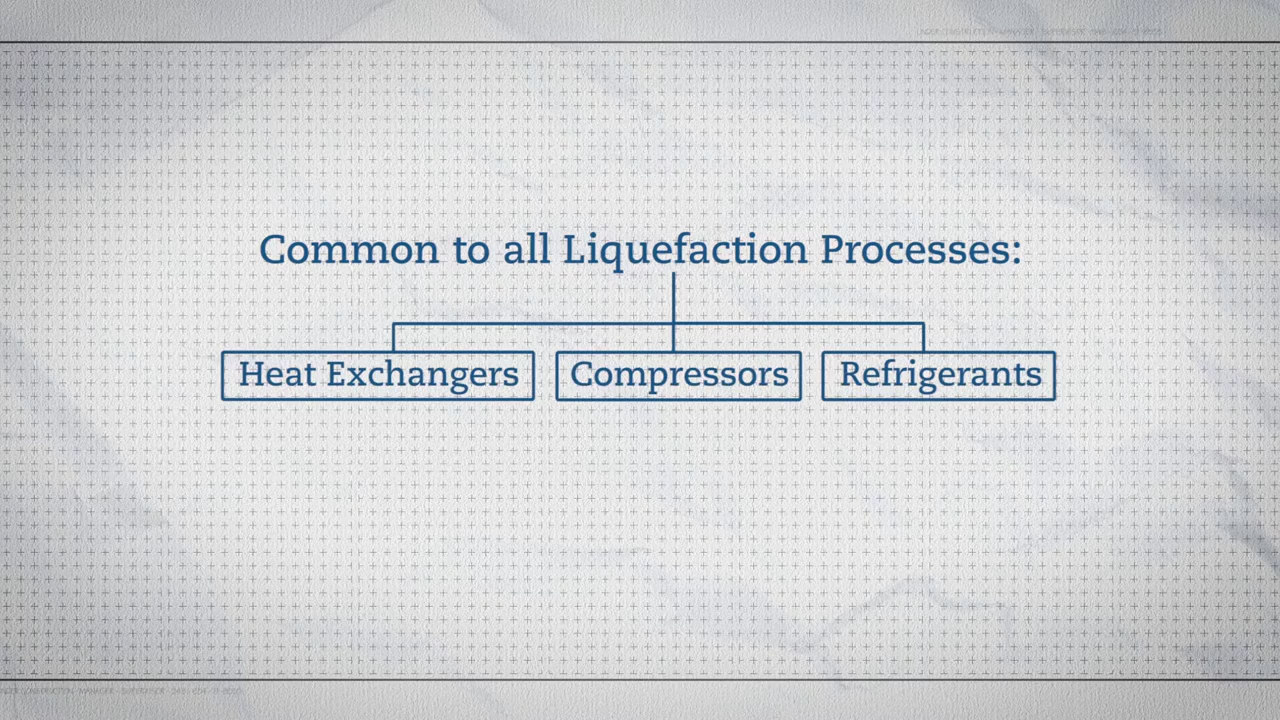 Common to all Liquefaction Processes:
Heat Exchangers
Compressors
Refrigerants